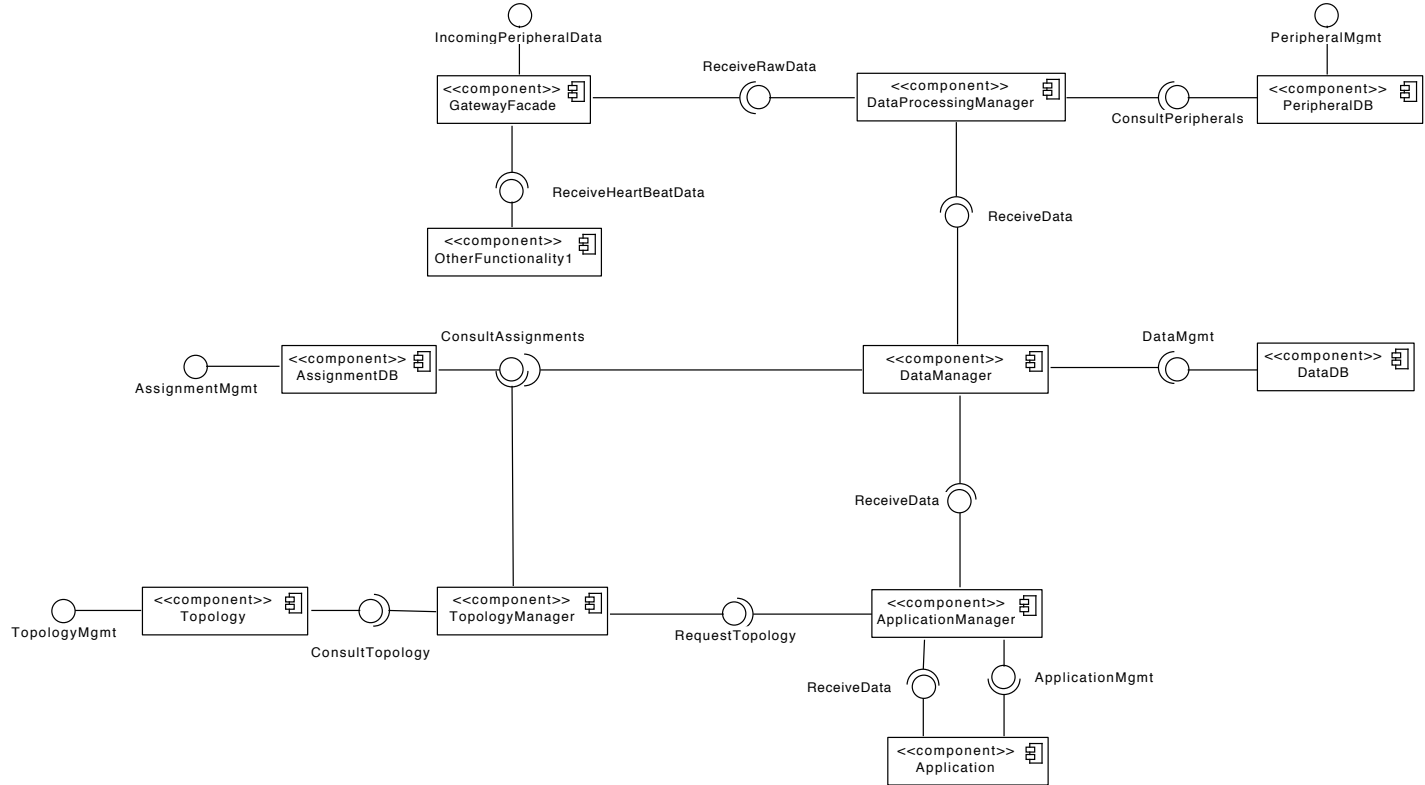 IncomingPeripheralData
PeripheralMgmt
ReceiveRawData
<<component>>
GatewayFacade
<<component>>
DataProcessingManager
<<component>>
PeripheralDB
ConsultPeripherals
ReceiveHeartBeatData
ReceiveData
<<component>>
OtherFunctionality1
ConsultAssignments
DataMgmt
<<component>>
AssignmentDB
<<component>>
DataManager
<<component>>
DataDB
AssignmentMgmt
ReceiveData
<<component>>
Topology
<<component>>
TopologyManager
<<component>>
ApplicationManager
TopologyMgmt
ConsultTopology
RequestTopology
ReceiveData
ApplicationMgmt
<<component>>
Application